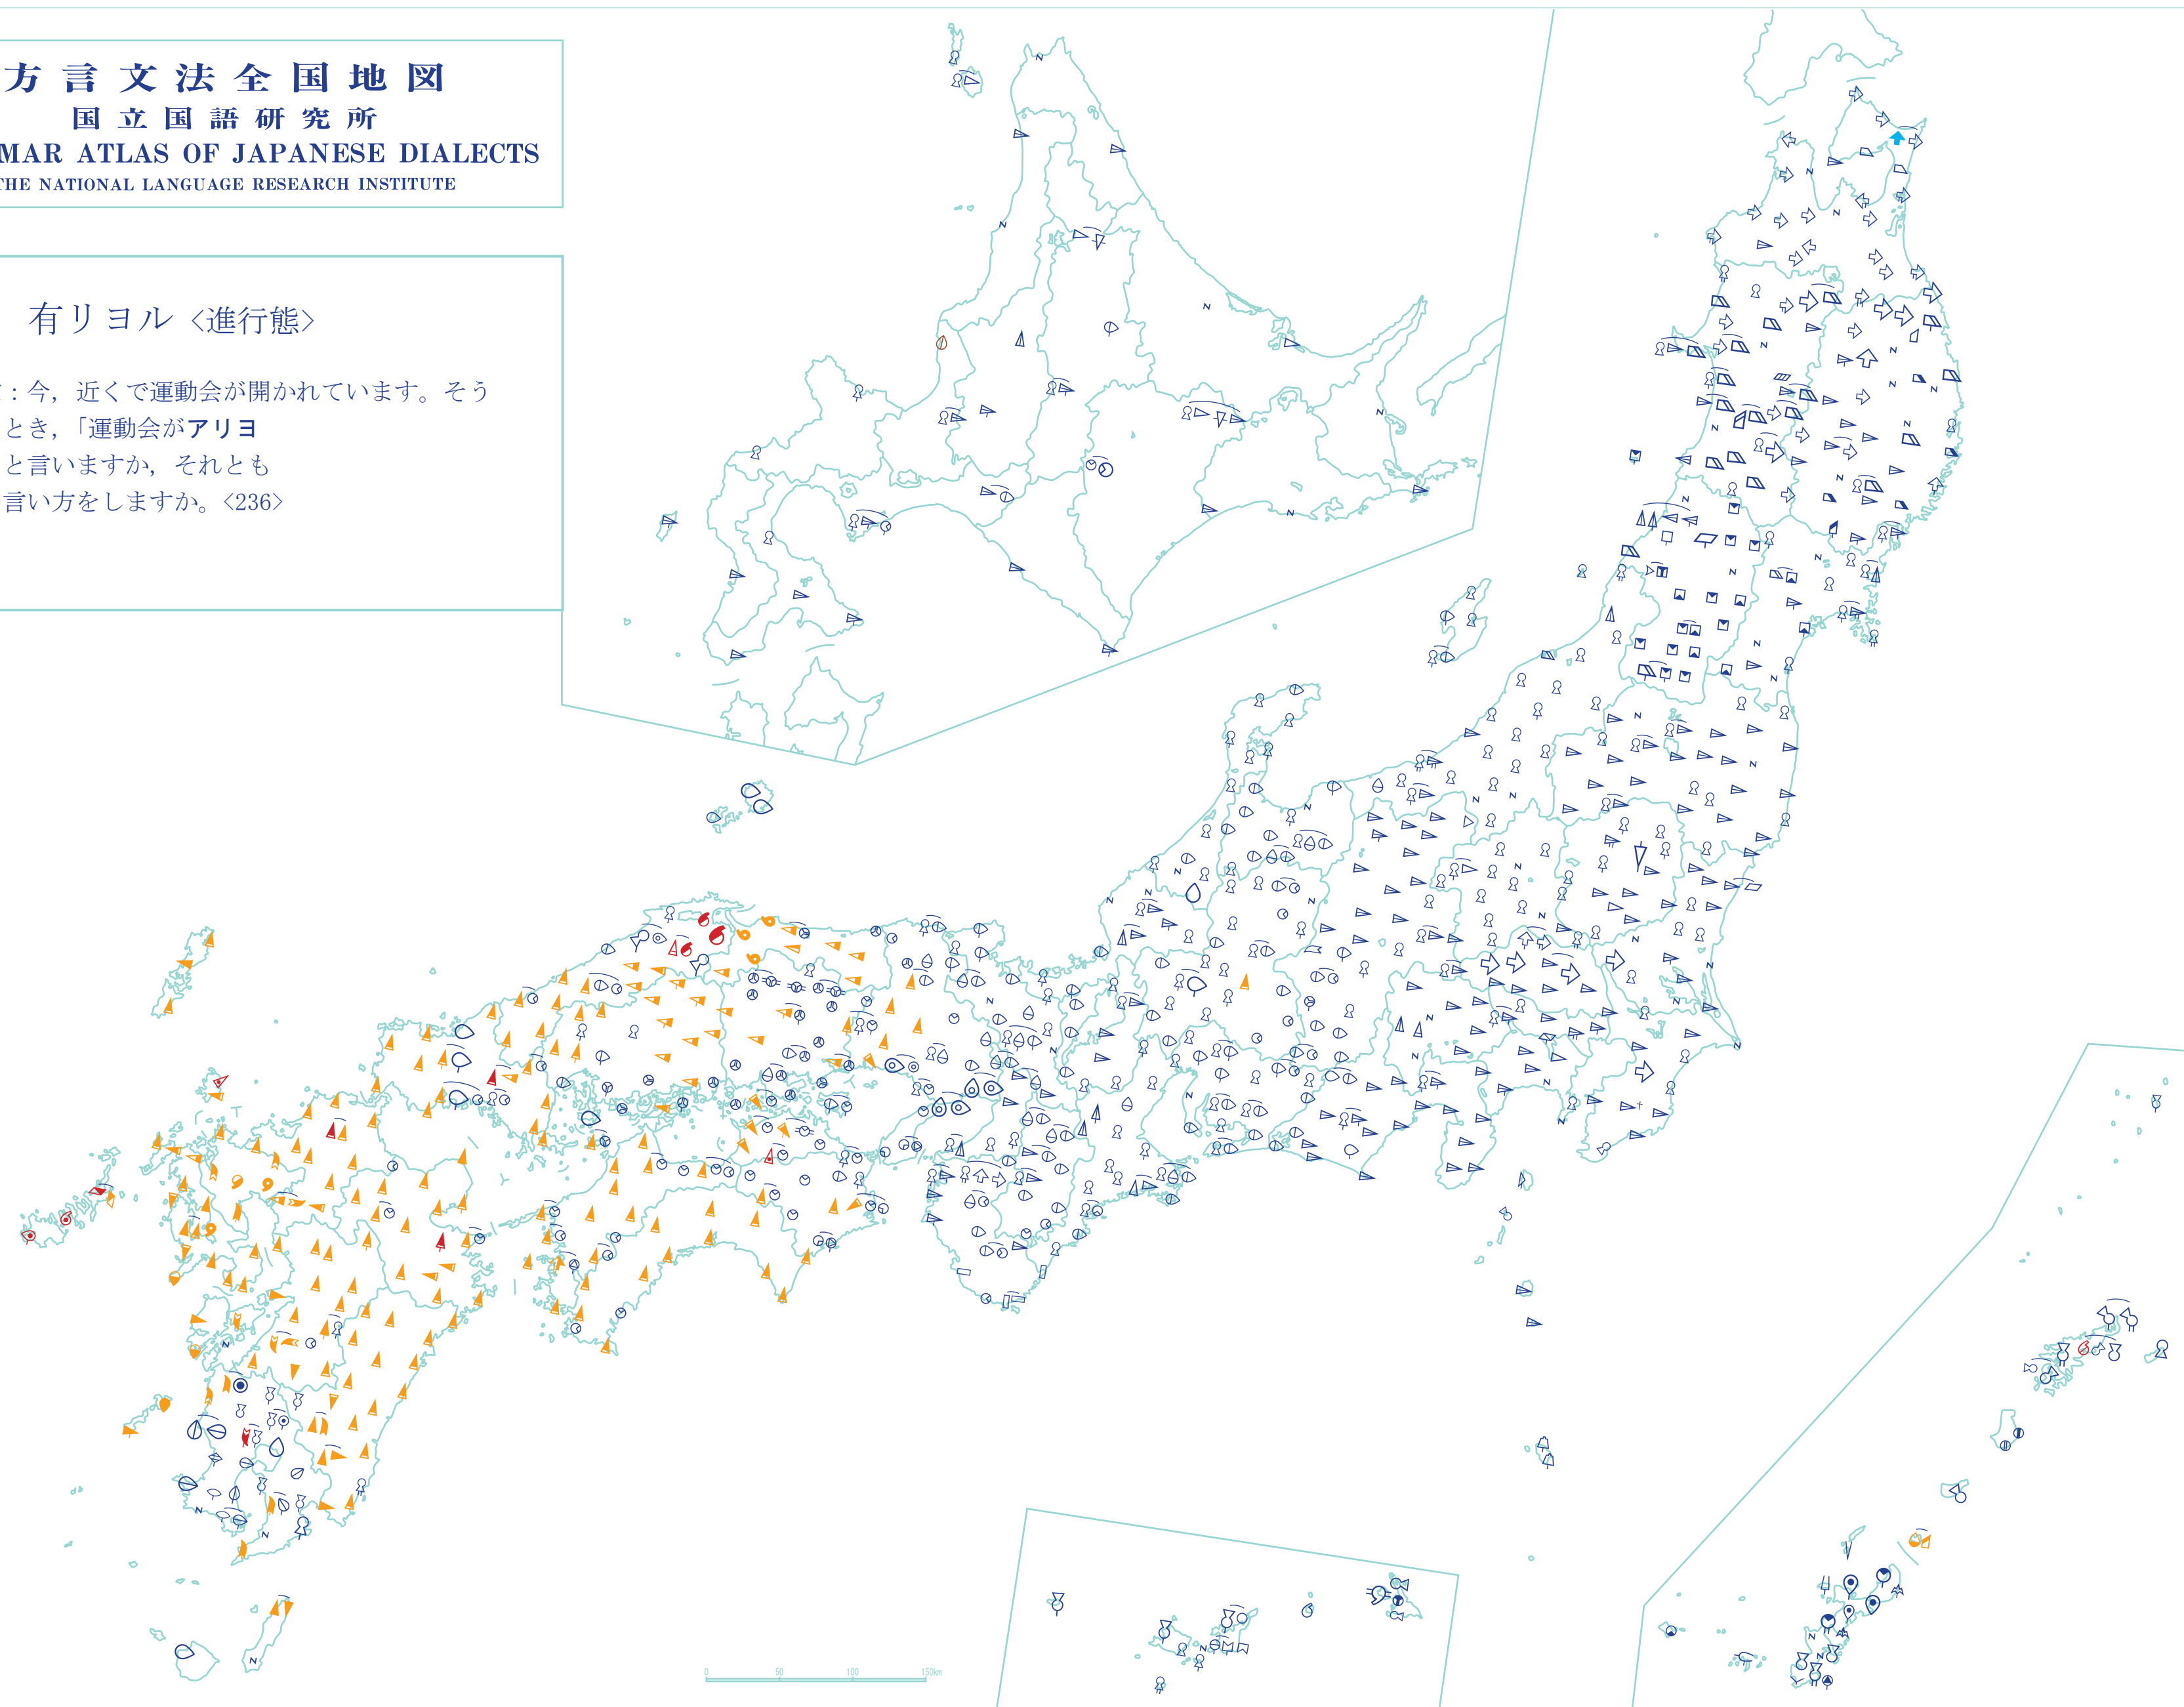 方言文法全国地図
国立国語研究所
MAR ATLAS OF JAPANESE DIALECTS
THE NATIONAL LANGUAGE RESEARCH INSTITUTE
有リヨル〈進行態〉
：今，近くで運動会が開かれています。そう
とき，「運動会がアリヨ
と言いますか，それとも
言い方をしますか。〈236〉
0 50 100 150km